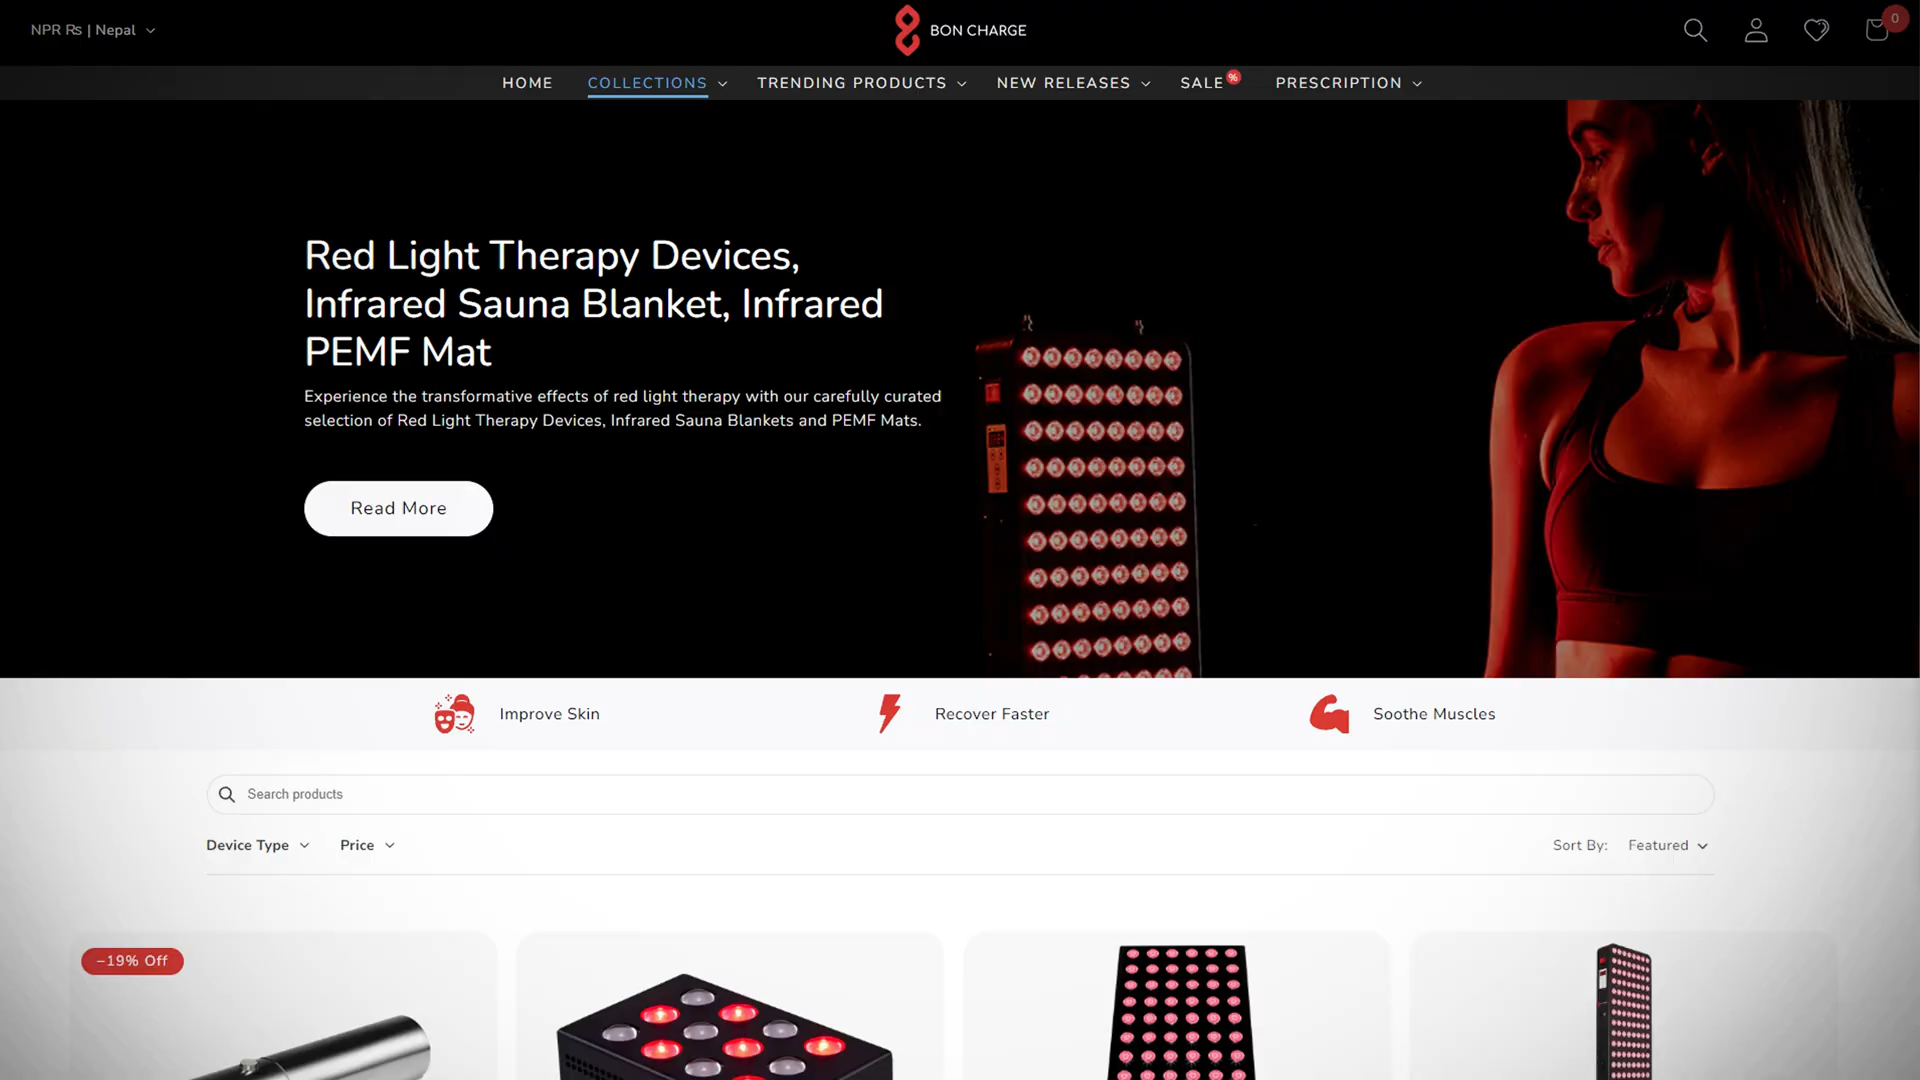 NPR ₨ | Nepal
BON CHARGE
0
HOME
COLLECTIONS
TRENDING PRODUCTS
NEW RELEASES
SALE
%
PRESCRIPTION
Red Light Therapy Devices,
Infrared Sauna Blanket, Infrared
PEMF Mat
Experience the transformative effects of red light therapy with our carefully curated
selection of Red Light Therapy Devices, Infrared Sauna Blankets and PEMF Mats.
Read More
Improve Skin
Recover Faster
Soothe Muscles
Search products
Device Type
Price
Sort By:
Featured
−19% Off